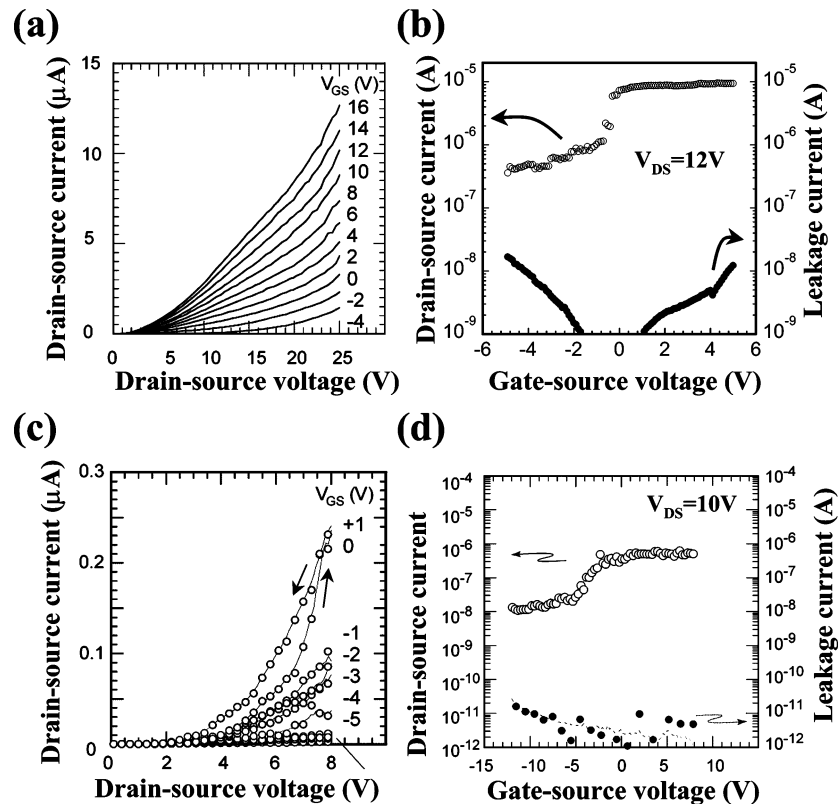 (a)
Drain-source current (μA)
15
10
5
0
V_GS (V)
16
14
12
10
8
6
4
2
0
-2
-4
0 5 10 15 20 25
Drain-source voltage (V)
(b)
Drain-source current (A)
10^-5
10^-6
10^-7
10^-8
10^-9
V_DS=12V
10^-5
10^-6
10^-7
10^-8
10^-9
Leakage current (A)
-6 -4 -2 0 2 4 6
Gate-source voltage (V)
(c)
Drain-source current (μA)
0.3
0.2
0.1
0
V_GS (V)
+1
0
-1
-2
-3
-4
-5
0 2 4 6 8
Drain-source voltage (V)
(d)
Drain-source current
10^-4
10^-5
10^-6
10^-7
10^-8
10^-9
10^-10
10^-11
10^-12
V_DS=10V
10^-4
10^-5
10^-6
10^-7
10^-8
10^-9
10^-10
10^-11
10^-12
Leakage current (A)
-15 -10 -5 0 5 10
Gate-source voltage (V)